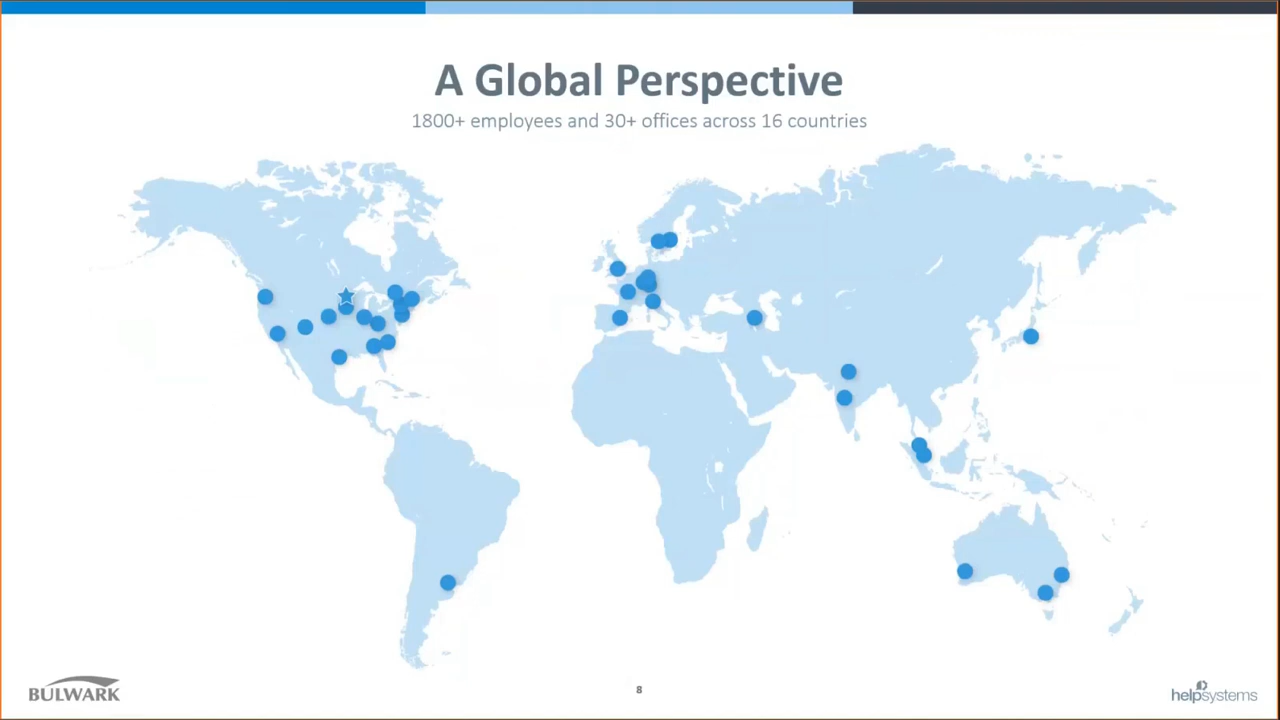 A Global Perspective
1800+ employees and 30+ offices across 16 countries
BULWARK
8
helpsystems